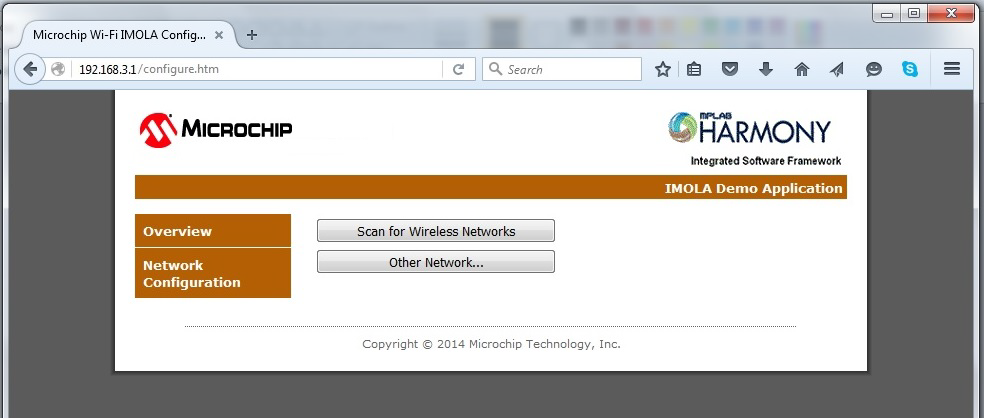 Microchip Wi-Fi IMOLA Config...
192.168.3.1/configure.htm
Search
MICROCHIP
MPLAB
HARMONY
Integrated Software Framework
IMOLA Demo Application
Overview
Network
Configuration
Scan for Wireless Networks
Other Network...
Copyright © 2014 Microchip Technology, Inc.